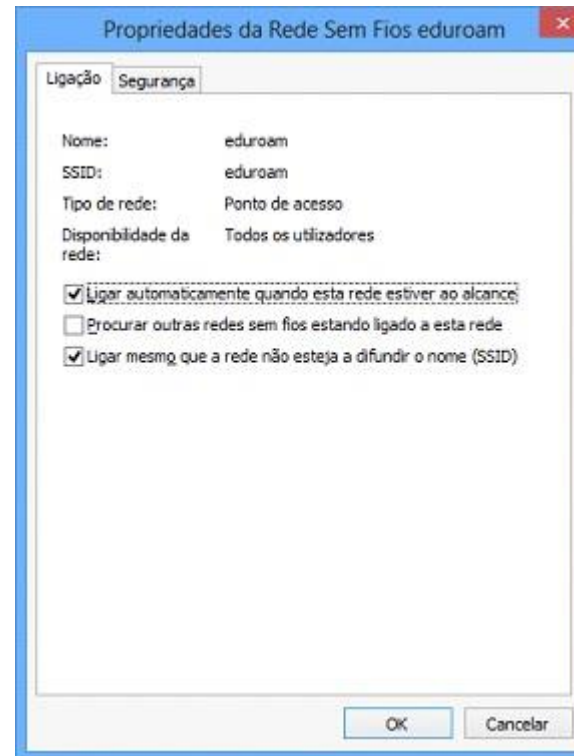 Propriedades da Rede Sem Fios eduroam
Ligação Segurança
Nome: eduroam
SSID: eduroam
Tipo de rede: Ponto de acesso
Disponibilidade da Todos os utilizadores
rede:
Ligar automaticamente quando esta rede estiver ao alcance
Procurar outras redes sem fios estando ligado a esta rede
Ligar mesmo que a rede não esteja a difundir o nome (SSID)
OK Cancelar